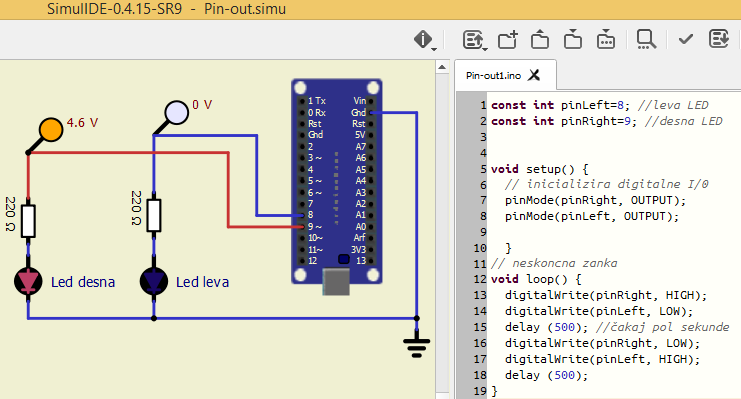 SimulIDE-0.4.15-SR9 - Pin-out.simu
Pin-out1.ino
4.6 V
0 V
220 Ω
220 Ω
Led desna
Led leva
1 Tx
0 Rx
Rst
Gnd
2
3 ~
4
5 ~
6 ~
7
8
9 ~
10~
11~
12
Vin
Gnd
Rst
5V
A7
A6
A5
A4
A3
A2
A1
A0
Arf
3V3
13
1 const int pinLeft=8; //leva LED
2 const int pinRight=9; //desna LED
3
4
5 void setup() {
6 // inicializira digitalne I/0
7 pinMode(pinRight, OUTPUT);
8 pinMode(pinLeft, OUTPUT);
9
10 }
11 // neskoncna zanka
12 void loop() {
13 digitalWrite(pinRight, HIGH);
14 digitalWrite(pinLeft, LOW);
15 delay (500); //čakaj pol sekunde
16 digitalWrite(pinRight, LOW);
17 digitalWrite(pinLeft, HIGH);
18 delay (500);
19 }